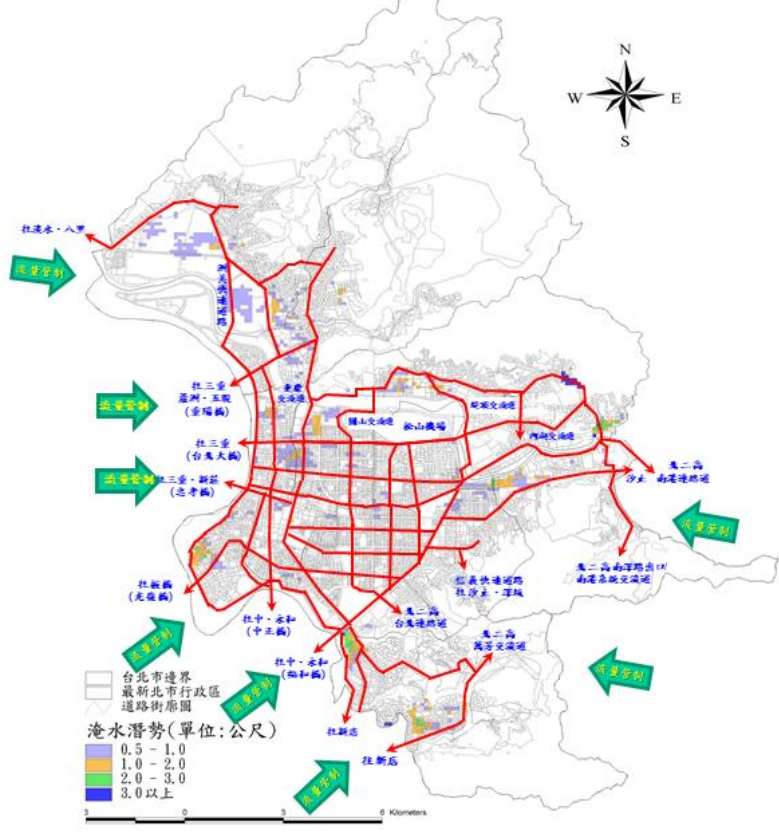 N
W E
S
往淡水·八里
流量管制
洲美快速道路
往三重
蘆洲·五股
(重陽橋)
重慶
交流道
流量管制
圓山交流道
松山機場
堤頂交流道
內湖交流道
往三重
(台北大橋)
往三重·新莊
(忠孝橋)
流量管制
北二高
汐止
南港連絡道
流量管制
北二高南深路出口/
南港系統交流道
信義快速道路
往汐止·深坑
往板橋
(光復橋)
往中·永和
(中正橋)
北二高
台北連絡道
北二高
萬芳交流道
往中·永和
(福和橋)
流量管制
流量管制
流量管制
往新店
往新店
流量管制
台北市邊界
最新北市行政區
道路街廓圖
淹水潛勢(單位:公尺)
0.5 - 1.0
1.0 - 2.0
2.0 - 3.0
3.0以上
3 0 3 6 Kilometers